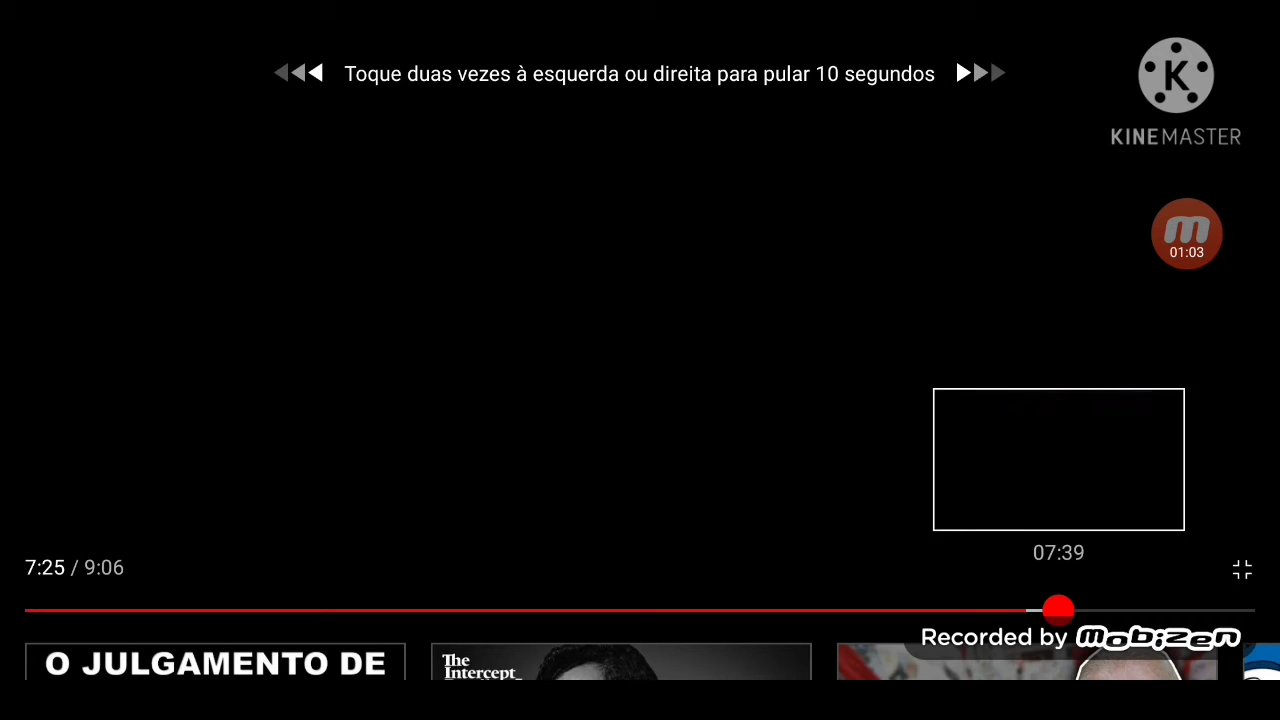 Toque duas vezes à esquerda ou direita para pular 10 segundos
K
KINEMASTER
m
01:03
07:39
7:25 / 9:06
Recorded by mobizen
O JULGAMENTO DE
The
Intercept